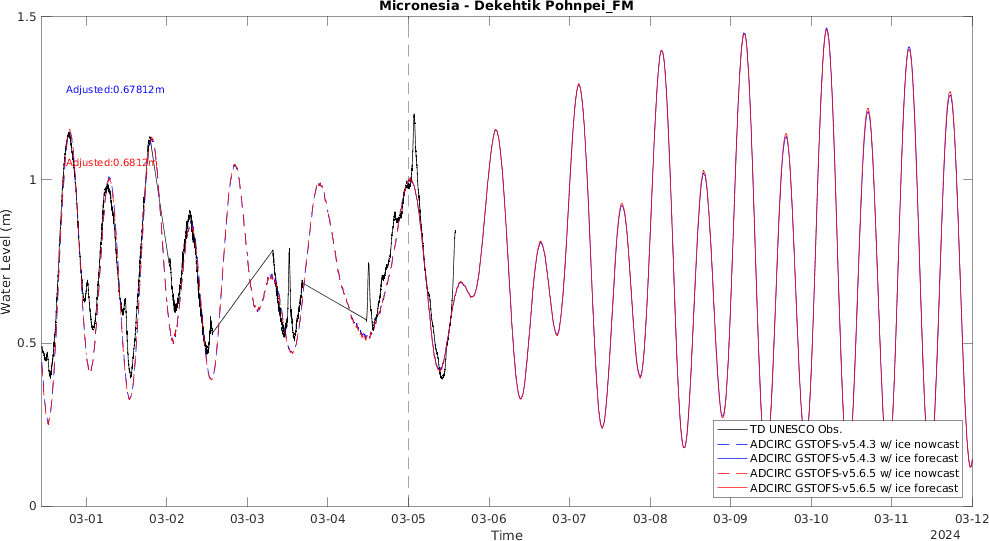 Micronesia - Dekehtik Pohnpei_FM
Water Level (m)
1.5
1
0.5
0
Adjusted:0.67812m
Adjusted:0.6812m
TD UNESCO Obs.
ADCIRC GSTOFS-v5.4.3 w/ ice nowcast
ADCIRC GSTOFS-v5.4.3 w/ ice forecast
ADCIRC GSTOFS-v5.6.5 w/ ice nowcast
ADCIRC GSTOFS-v5.6.5 w/ ice forecast
03-01 03-02 03-03 03-04 03-05 03-06 03-07 03-08 03-09 03-10 03-11 03-12
Time
2024